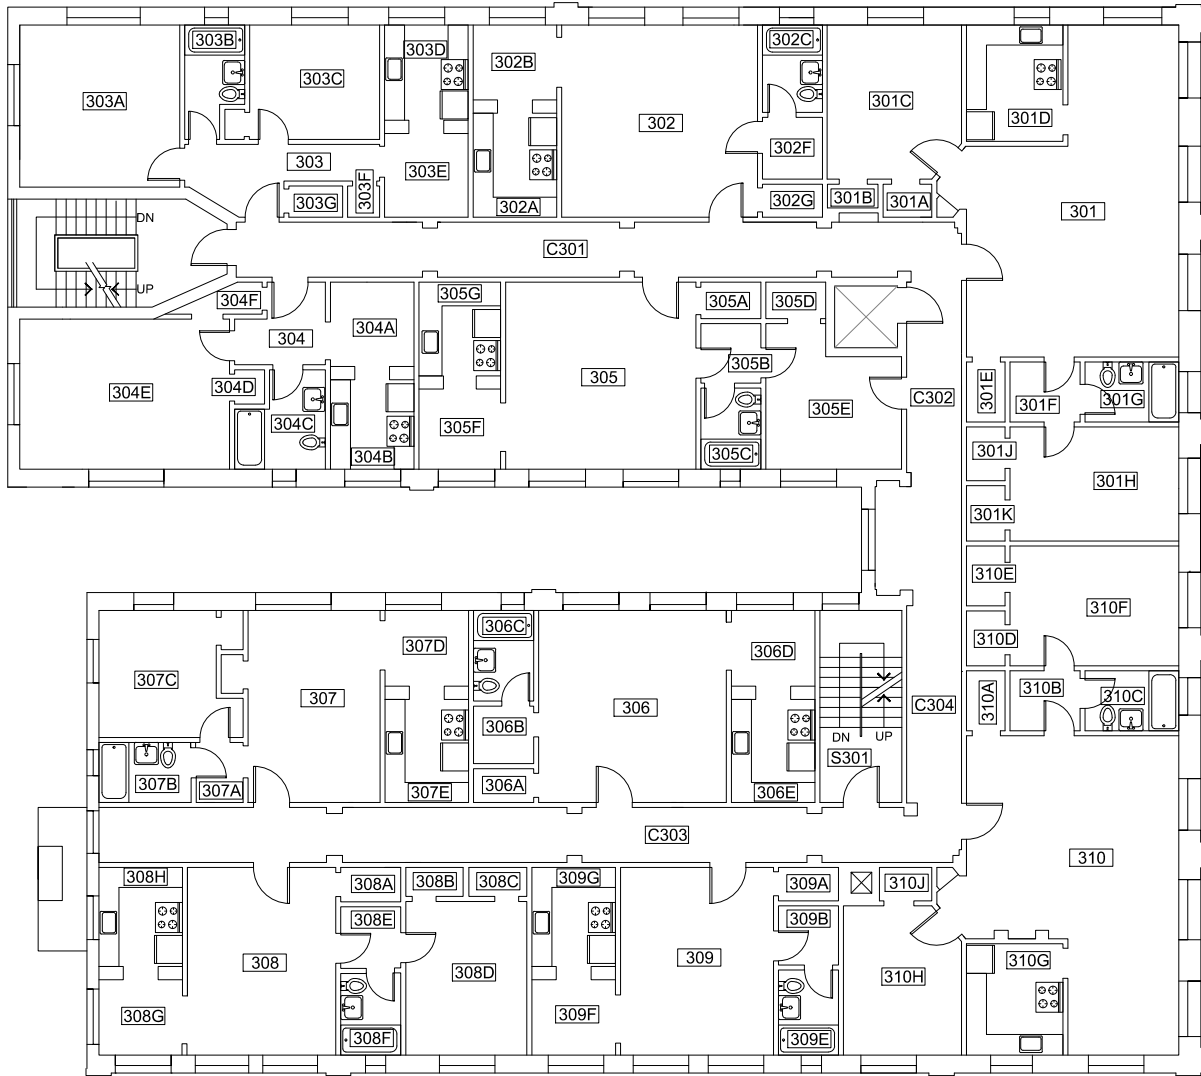 303B
303D
302C
302B
303C
303A
301C
301D
302
302F
303
303E
303F
303G
302A
302G
301B
301A
301
DN
C301
UP
304F
305G
305A
305D
304A
304
305B
304E
304D
305
301E
301F
301G
C302
305E
304C
305F
304B
305C
301J
301H
301K
310E
310F
306C
307D
306D
310D
307C
310A
310B
310C
307
306
C304
306B
DN
UP
S301
307B
307A
307E
306A
306E
C303
310
308H
308A
308B
308C
309G
309A
310J
308E
309B
308
308D
309
310G
310H
308G
309F
308F
309E